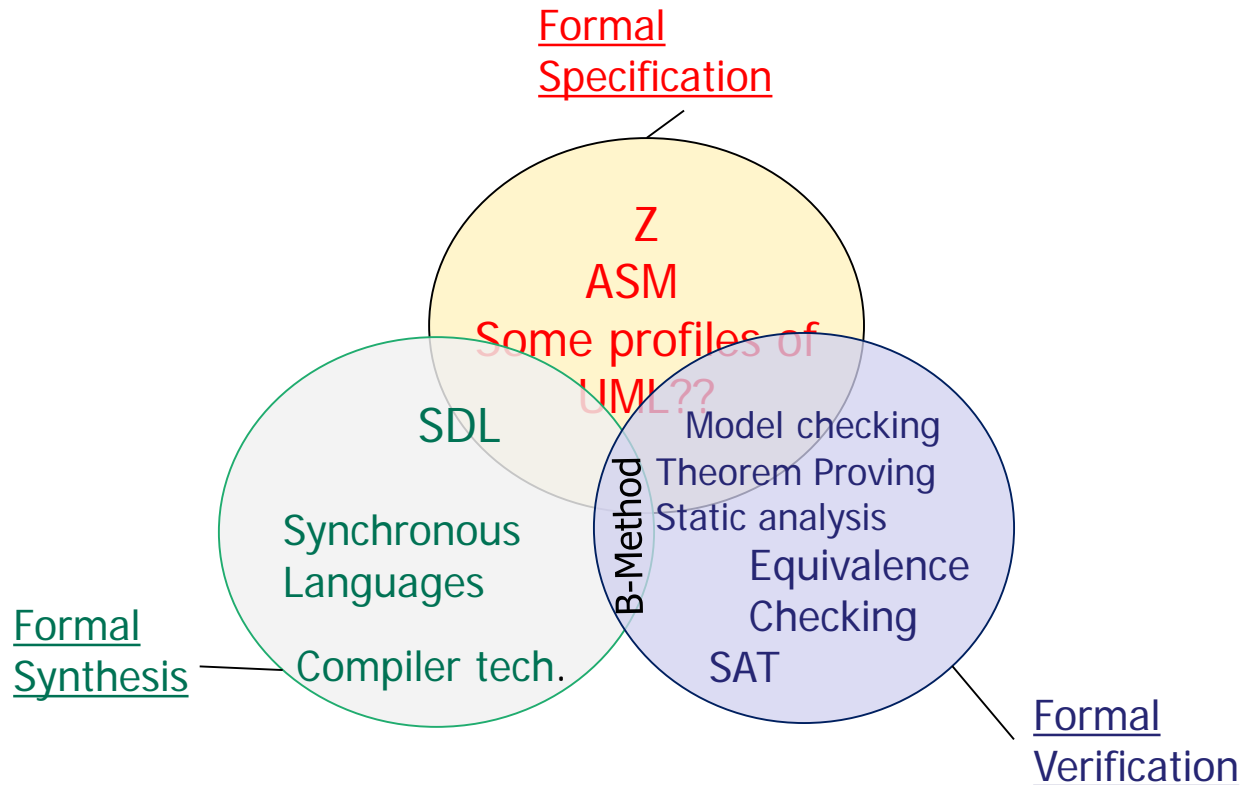 Formal
Specification
Z
ASM
Some profiles of
UML??
SDL
Synchronous
Languages
Compiler tech.
Formal
Synthesis
B-Method
Model checking
Theorem Proving
Static analysis
Equivalence
Checking
SAT
Formal
Verification